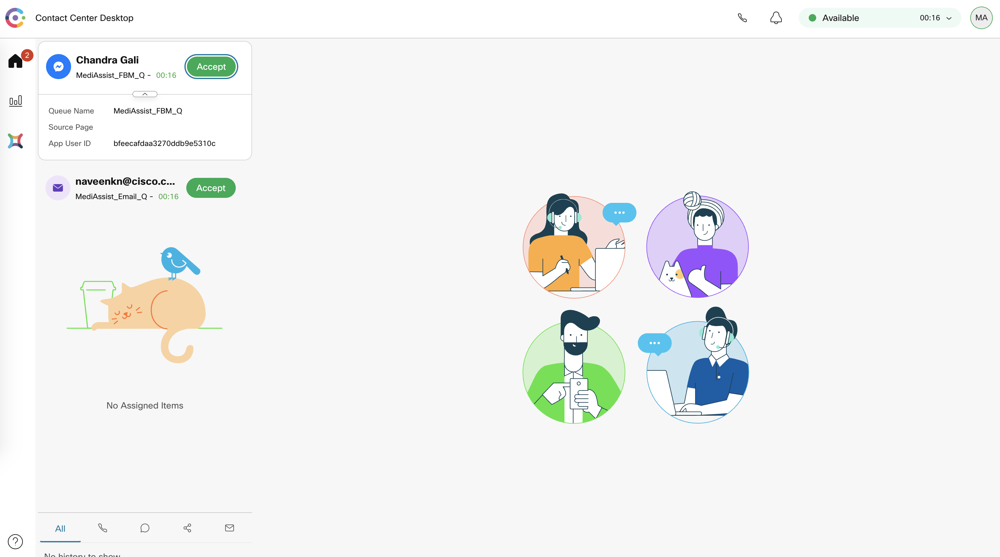 Contact Center Desktop
Available 00:16
MA
2
Chandra Gali
MediAssist_FBM_Q - 00:16
Accept
Queue Name MediAssist_FBM_Q
Source Page
App User ID bfeecafdaa3270ddb9e5310c
naveenkn@cisco.c...
MediAssist_Email_Q - 00:16
Accept
No Assigned Items
All
No history to show